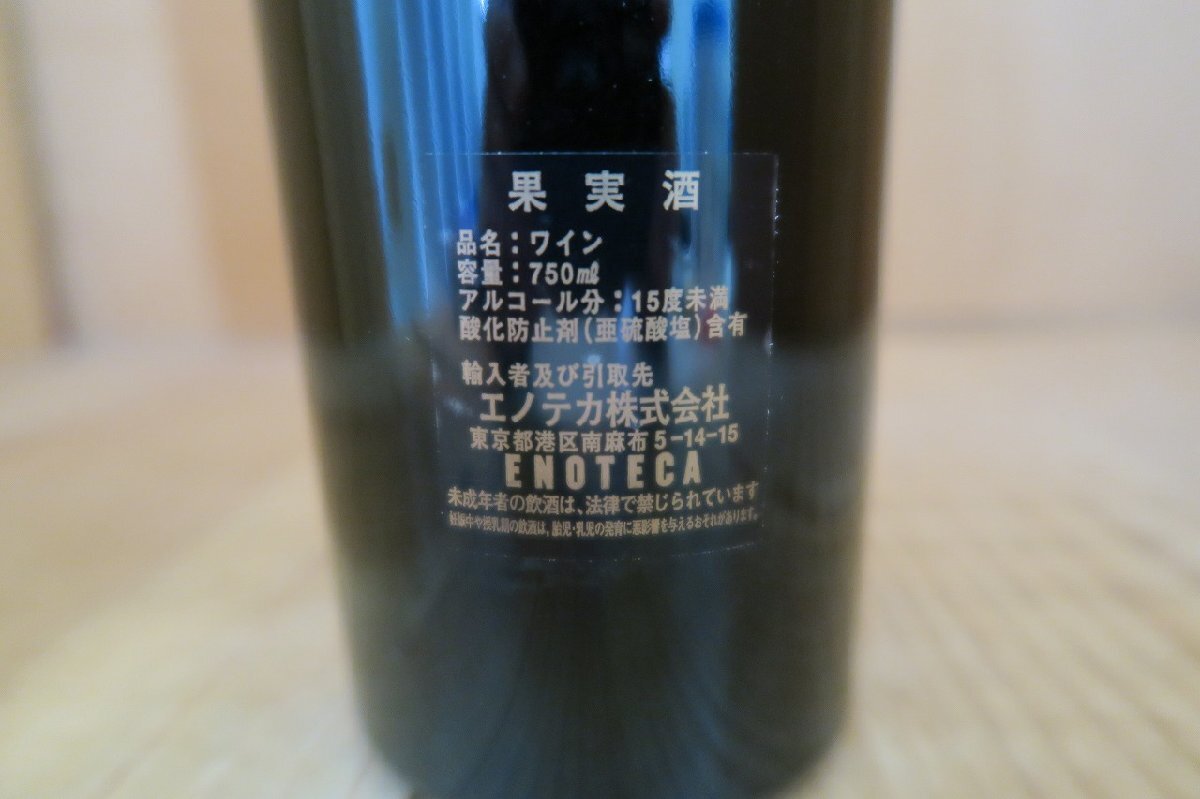 果実酒
品名：ワイン
容量：750㎖
アルコール分：15度未満
酸化防止剤(亜硫酸塩)含有
輸入者及び引取先
エノテカ株式会社
東京都港区南麻布5-14-15
ENOTECA
未成年者の飲酒は、法律で禁じられています
妊娠中や授乳期の飲酒は、胎児・乳児の発育に悪影響を与えるおそれがあります。